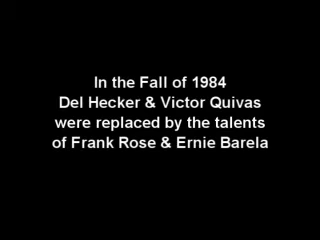 In the Fall of 1984
Del Hecker & Victor Quivas
were replaced by the talents
of Frank Rose & Ernie Barela